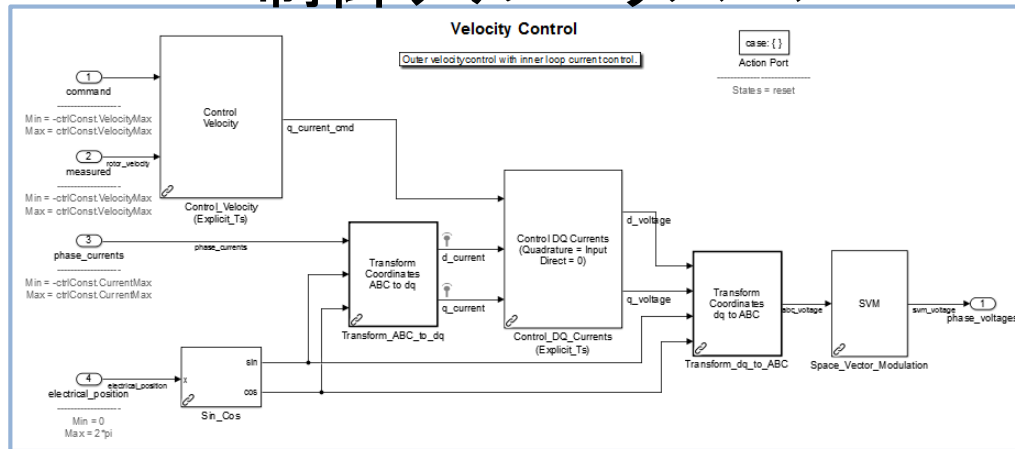 Velocity Control
Outer velocitycontrol with inner loop current control.
case: { }
Action Port
States = reset
1
command
Min = -ctrlConst.VelocityMax
Max = ctrlConst.VelocityMax
2
measured
rotor_velocity
Min = -ctrlConst.VelocityMax
Max = ctrlConst.VelocityMax
Control
Velocity
Control_Velocity
(Explicit_Ts)
q_current_cmd
3
phase_currents
phase_currents
Min = -ctrlConst.CurrentMax
Max = ctrlConst.CurrentMax
Transform
Coordinates
ABC to dq
Transform_ABC_to_dq
d_current
q_current
Control DQ Currents
(Quadrature = Input
Direct = 0)
Control_DQ_Currents
(Explicit_Ts)
d_voltage
q_voltage
Transform
Coordinates
dq to ABC
Transform_dq_to_ABC
abc_voltage
SVM
Space_Vector_Modulation
svm_voltage
1
phase_voltages
4
electrical_position
electrical_position
Min = 0
Max = 2*pi
x
sin
cos
Sin_Cos